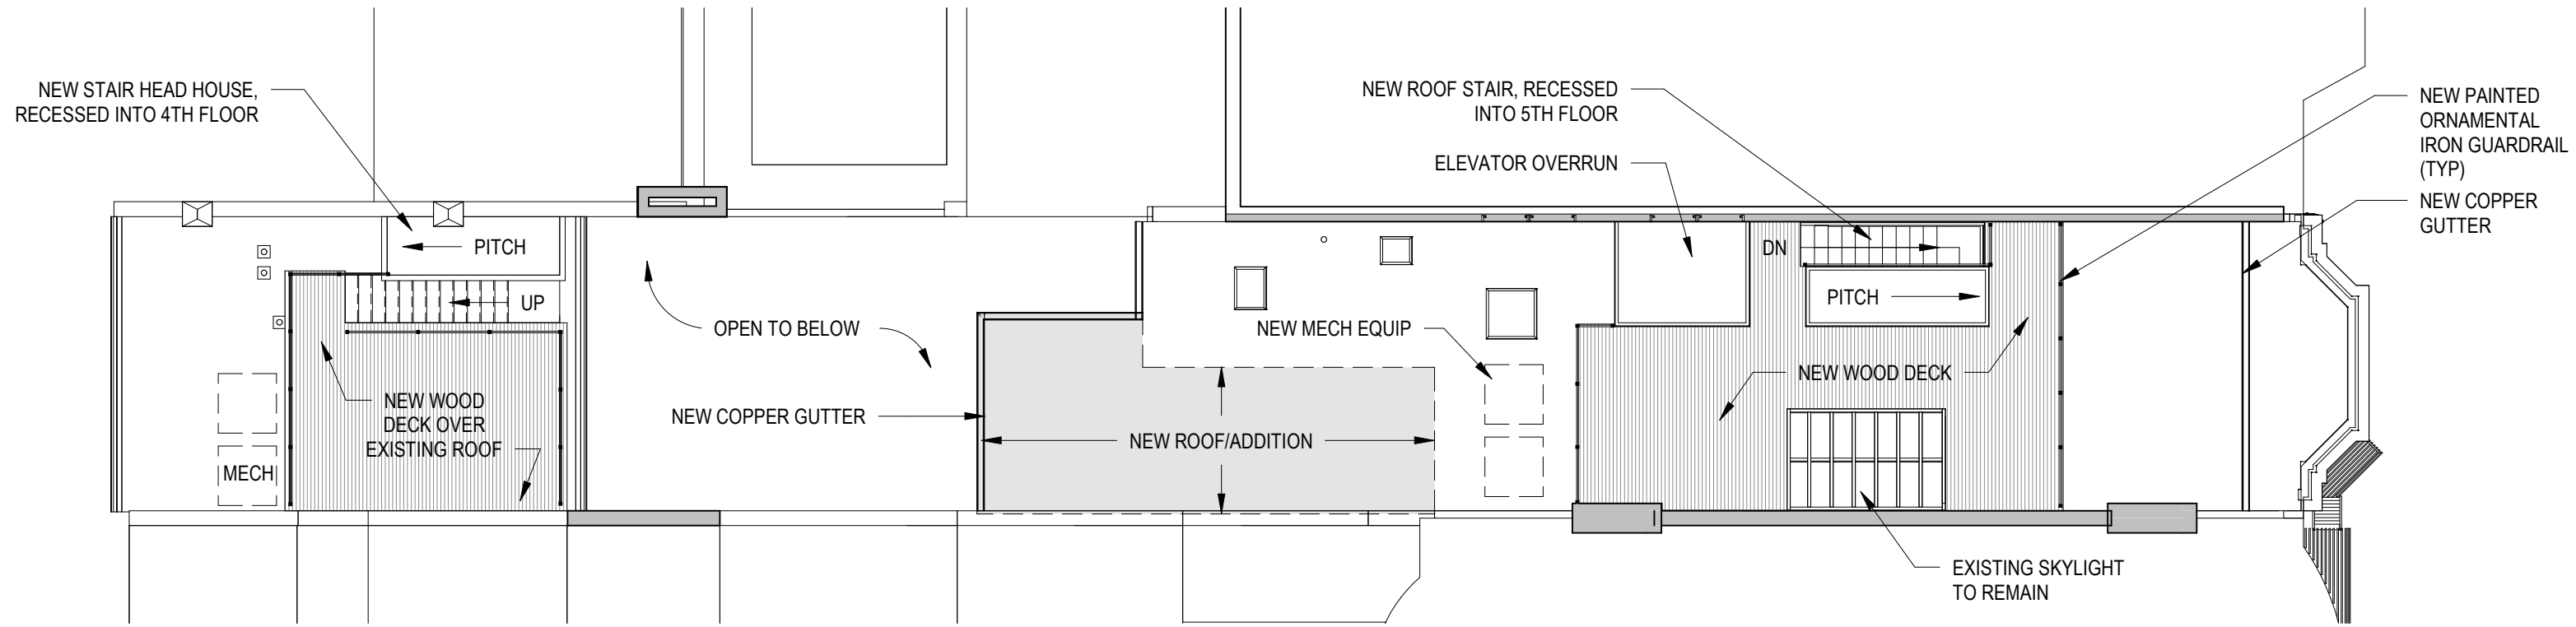 NEW STAIR HEAD HOUSE,
RECESSED INTO 4TH FLOOR
NEW ROOF STAIR, RECESSED
INTO 5TH FLOOR
ELEVATOR OVERRUN
NEW PAINTED
ORNAMENTAL
IRON GUARDRAIL
(TYP)
NEW COPPER
GUTTER
PITCH
UP
OPEN TO BELOW
NEW MECH EQUIP
DN
PITCH
NEW WOOD DECK
NEW WOOD
DECK OVER
EXISTING ROOF
MECH
NEW COPPER GUTTER
NEW ROOF/ADDITION
EXISTING SKYLIGHT
TO REMAIN